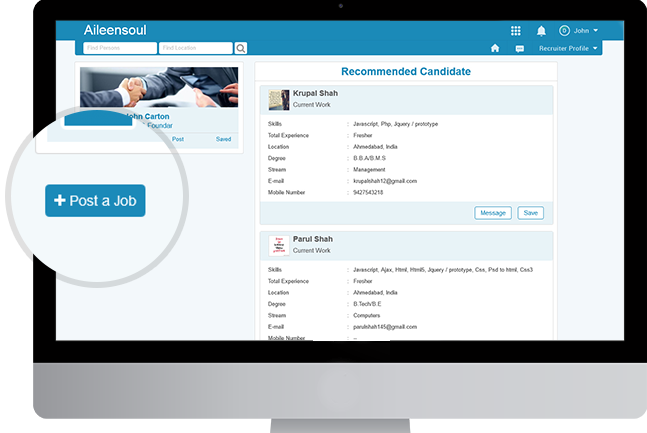 Aileensoul
0 John
Find Persons Find Location
Recruiter Profile
John Carton
Foundar
Post Saved
+ Post a Job
Recommended Candidate
Krupal Shah
Current Work
Skills : Javascript, Php, Jquery / prototype
Total Experience : Fresher
Location : Ahmedabad, India
Degree : B.B.A/B.M.S
Stream : Management
E-mail : krupalshah12@gmail.com
Mobile Number : 9427543218
Message Save
Parul Shah
Current Work
Skills : Javascript, Ajax, Html, Html5, Jquery / prototype, Css, Psd to html, Css3
Total Experience : Fresher
Location : Ahmedabad, India
Degree : B.Tech/B.E
Stream : Computers
E-mail : parulshah145@gmail.com
Mobile Number : --